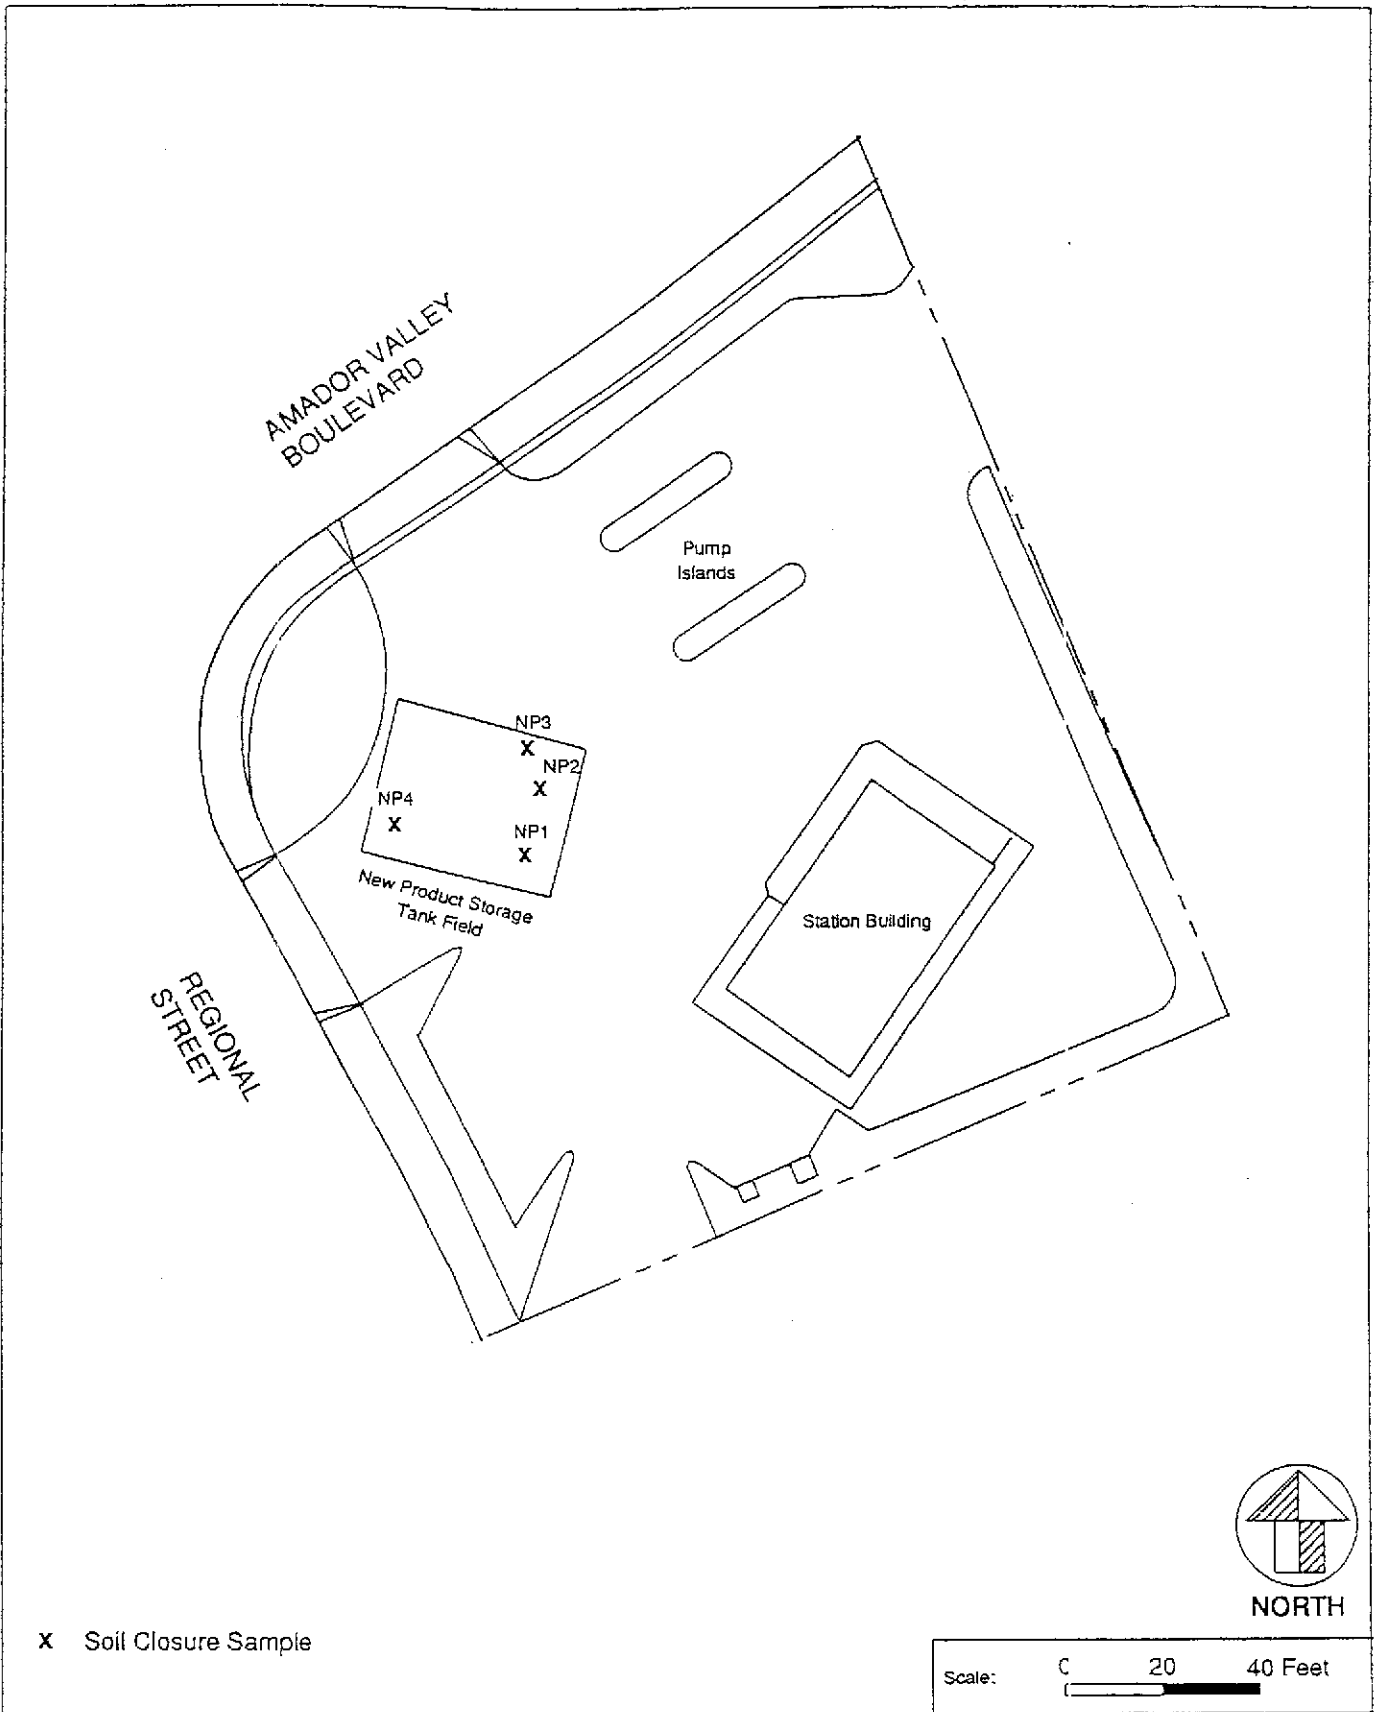 AMADOR VALLEY
BOULEVARD
Pump
Islands
NP3
NP2
NP4
NP1
New Product Storage
Tank Field
Station Building
REGIONAL
STREET
NORTH
X Soil Closure Sample
Scale: 0 20 40 Feet